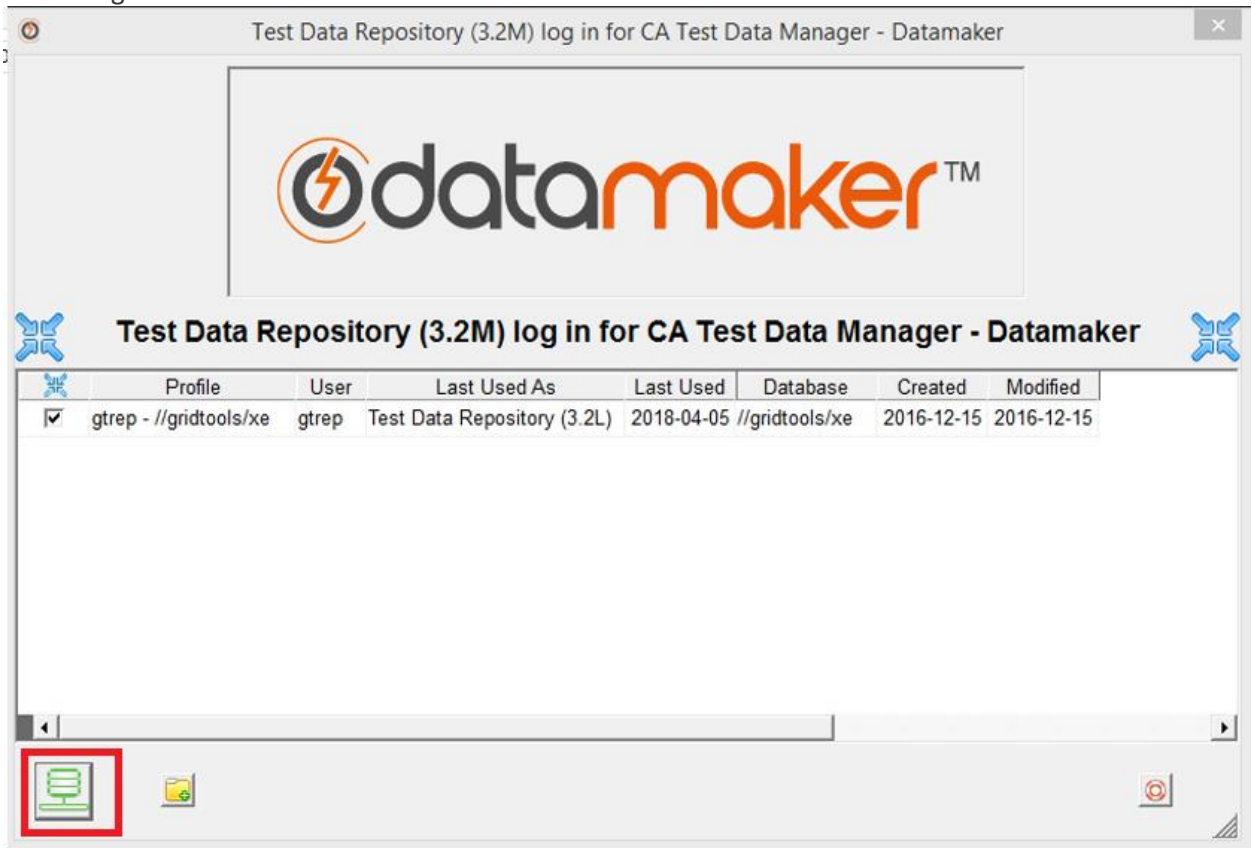 Test Data Repository (3.2M) log in for CA Test Data Manager - Datamaker
datamaker™
Test Data Repository (3.2M) log in for CA Test Data Manager - Datamaker
Profile User Last Used As Last Used Database Created Modified
gtrep - //gridtools/xe gtrep Test Data Repository (3.2L) 2018-04-05 //gridtools/xe 2016-12-15 2016-12-15